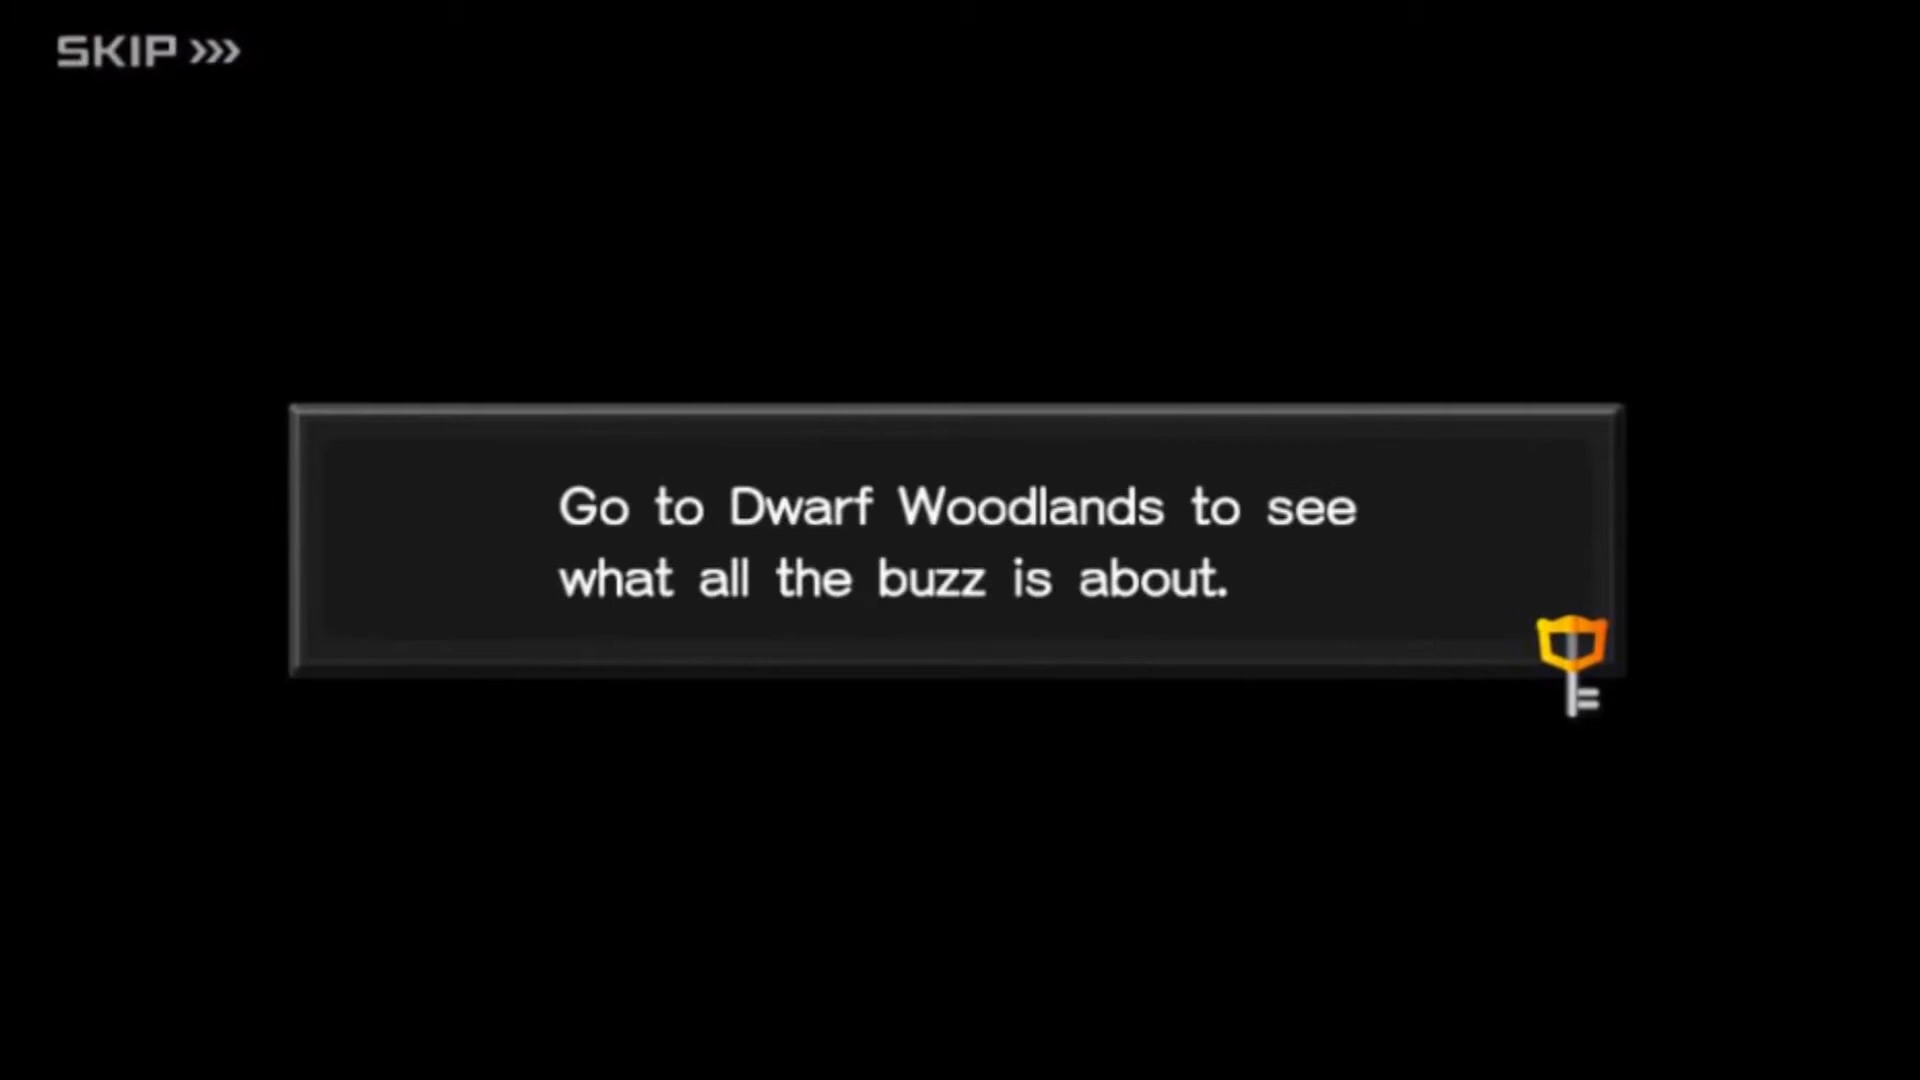 SKIP >>>
Go to Dwarf Woodlands to see
what all the buzz is about.